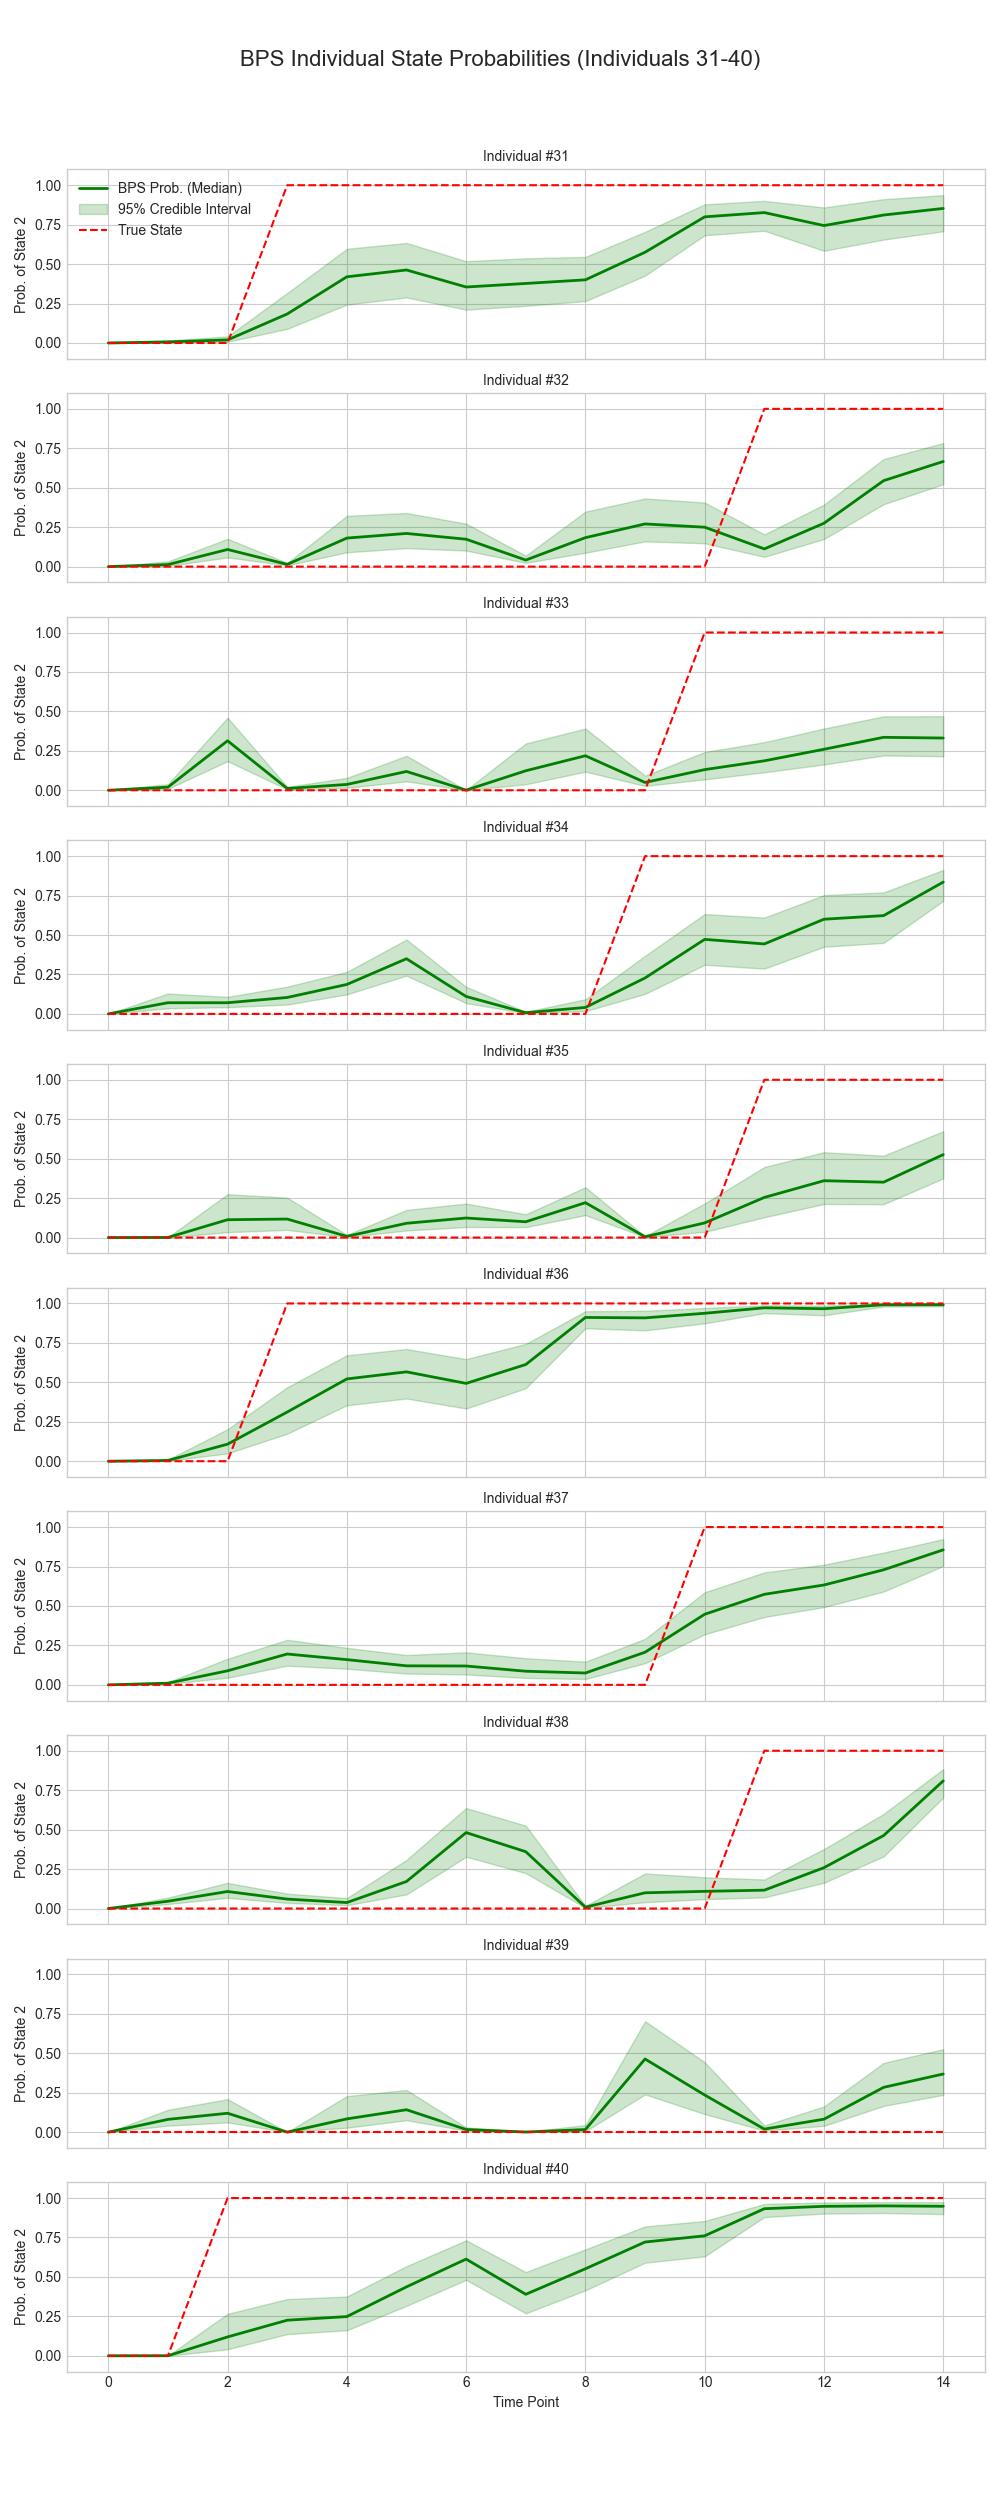 BPS Individual State Probabilities (Individuals 31-40)
Individual #31
BPS Prob. (Median)
95% Credible Interval
True State
Prob. of State 2
1.00
0.75
0.50
0.25
0.00
Individual #32
Prob. of State 2
1.00
0.75
0.50
0.25
0.00
Individual #33
Prob. of State 2
1.00
0.75
0.50
0.25
0.00
Individual #34
Prob. of State 2
1.00
0.75
0.50
0.25
0.00
Individual #35
Prob. of State 2
1.00
0.75
0.50
0.25
0.00
Individual #36
Prob. of State 2
1.00
0.75
0.50
0.25
0.00
Individual #37
Prob. of State 2
1.00
0.75
0.50
0.25
0.00
Individual #38
Prob. of State 2
1.00
0.75
0.50
0.25
0.00
Individual #39
Prob. of State 2
1.00
0.75
0.50
0.25
0.00
Individual #40
Prob. of State 2
1.00
0.75
0.50
0.25
0.00
0 2 4 6 8 10 12 14
Time Point